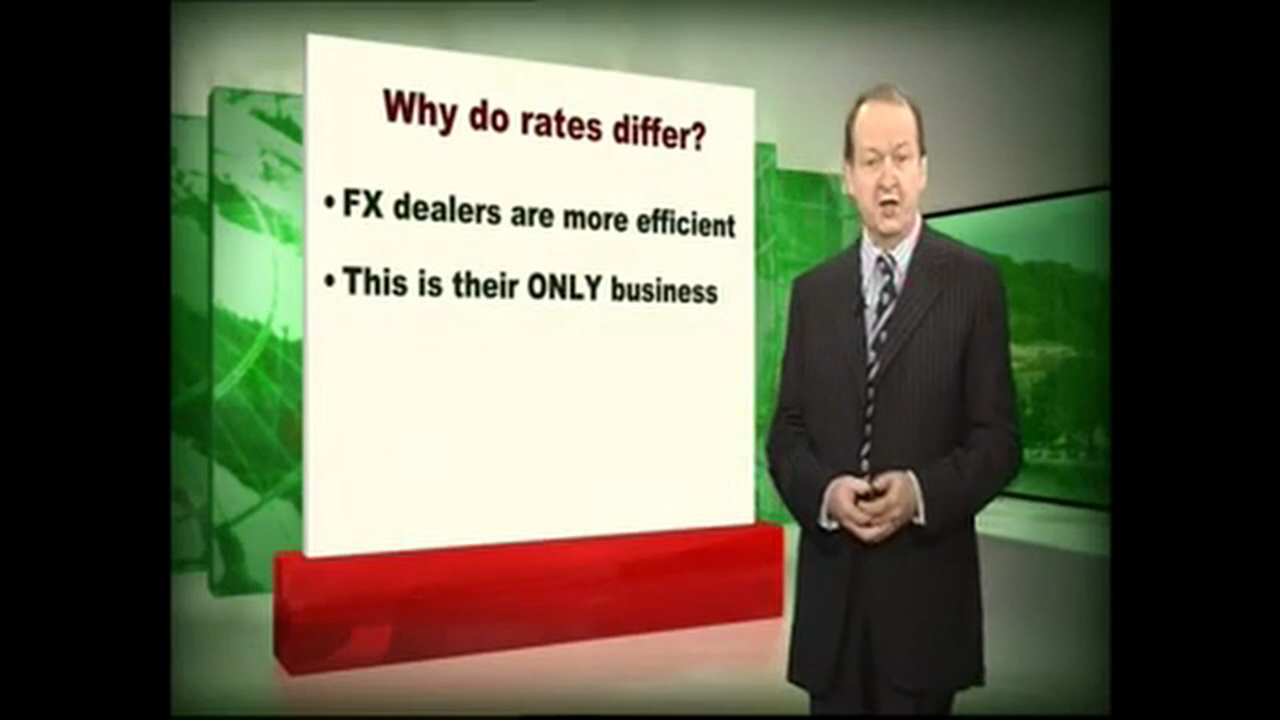 Why do rates differ?
• FX dealers are more efficient
• This is their ONLY business